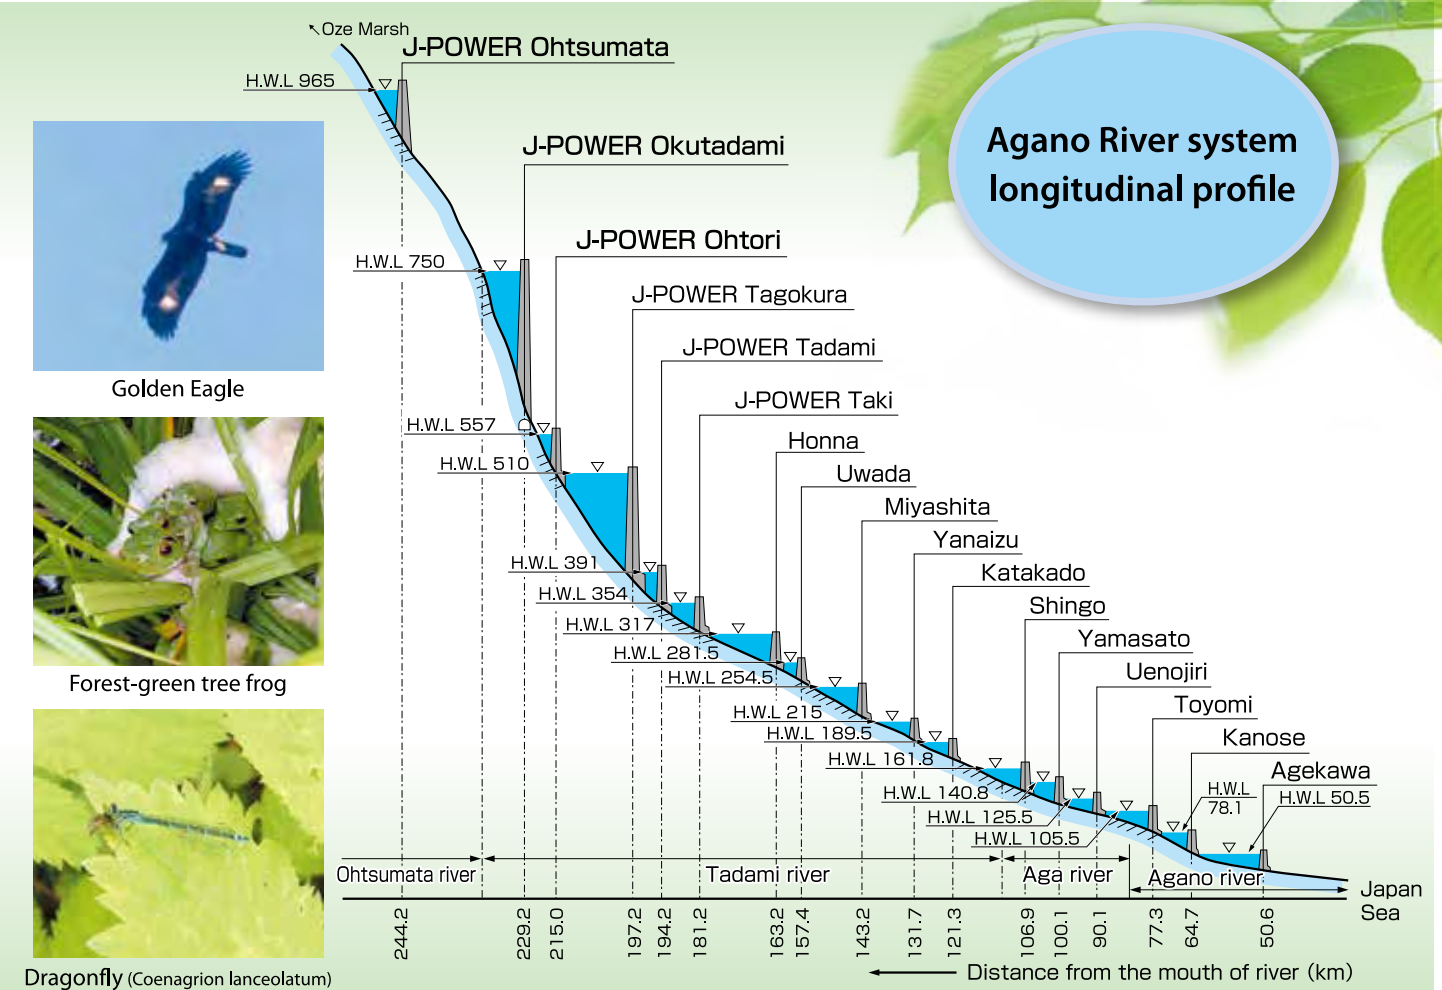 ↖Oze Marsh
J-POWER Ohtsumata
H.W.L 965
Agano River system
longitudinal profile
J-POWER Okutadami
J-POWER Ohtori
H.W.L 750
J-POWER Tagokura
J-POWER Tadami
Golden Eagle
J-POWER Taki
H.W.L 557
Honna
H.W.L 510
Uwada
Miyashita
Yanaizu
H.W.L 391
Katakado
H.W.L 354
Shingo
H.W.L 317
Yamasato
H.W.L 281.5
Uenojiri
H.W.L 254.5
Forest-green tree frog
Toyomi
H.W.L 215
H.W.L 189.5
Kanose
H.W.L 161.8
Agekawa
H.W.L 140.8
H.W.L
78.1
H.W.L 50.5
H.W.L 125.5
H.W.L 105.5
Ohtsumata river
Tadami river
Aga river
Agano river
Japan
Sea
244.2
229.2
215.0
197.2
194.2
181.2
163.2
157.4
143.2
131.7
121.3
106.9
100.1
90.1
77.3
64.7
50.6
Distance from the mouth of river (km)
Dragonfly (Coenagrion lanceolatum)